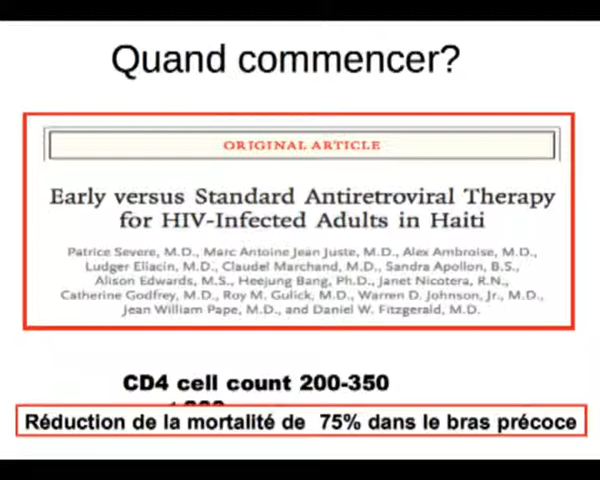 Quand commencer?
ORIGINAL ARTICLE
Early versus Standard Antiretroviral Therapy
for HIV-Infected Adults in Haiti
Patrice Severe, M.D., Marc Antoine Jean Juste, M.D., Alex Ambroise, M.D.,
Ludger Eliacin, M.D., Claudel Marchand, M.D., Sandra Apollon, B.S.,
Alison Edwards, M.S., Heejung Bang, Ph.D., Janet Nicotera, R.N.,
Catherine Godfrey, M.D., Roy M. Gulick, M.D., Warren D. Johnson, Jr., M.D.,
Jean William Pape, M.D., and Daniel W. Fitzgerald, M.D.
CD4 cell count 200-350
Réduction de la mortalité de 75% dans le bras précoce